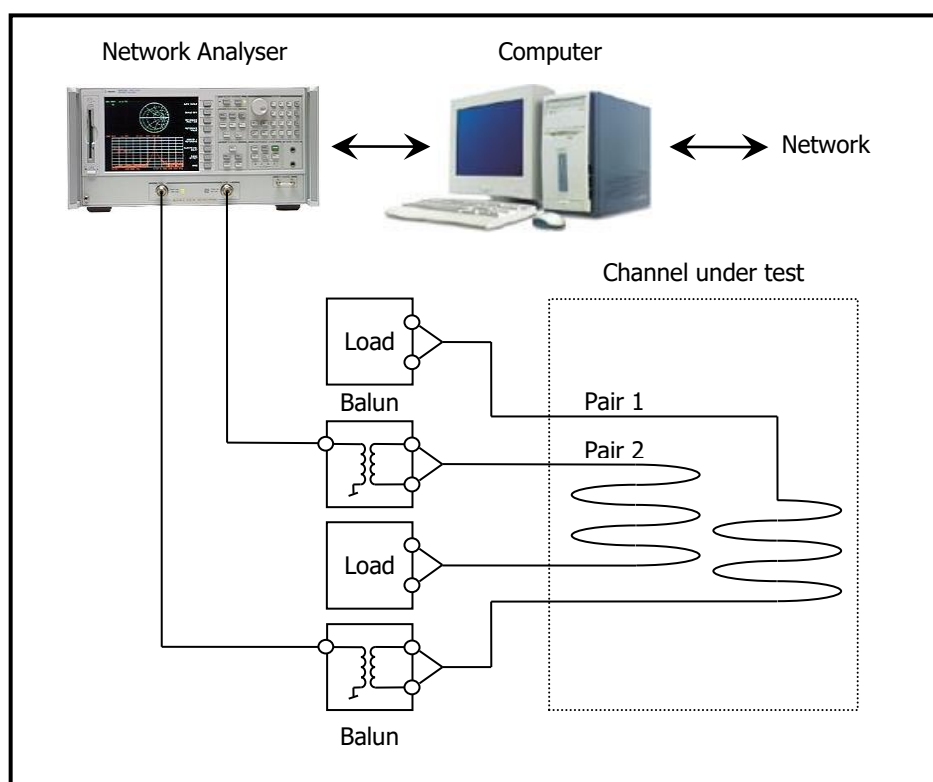 Network Analyser
Computer
Network
Channel under test
Load
Balun
Pair 1
Pair 2
Load
Balun